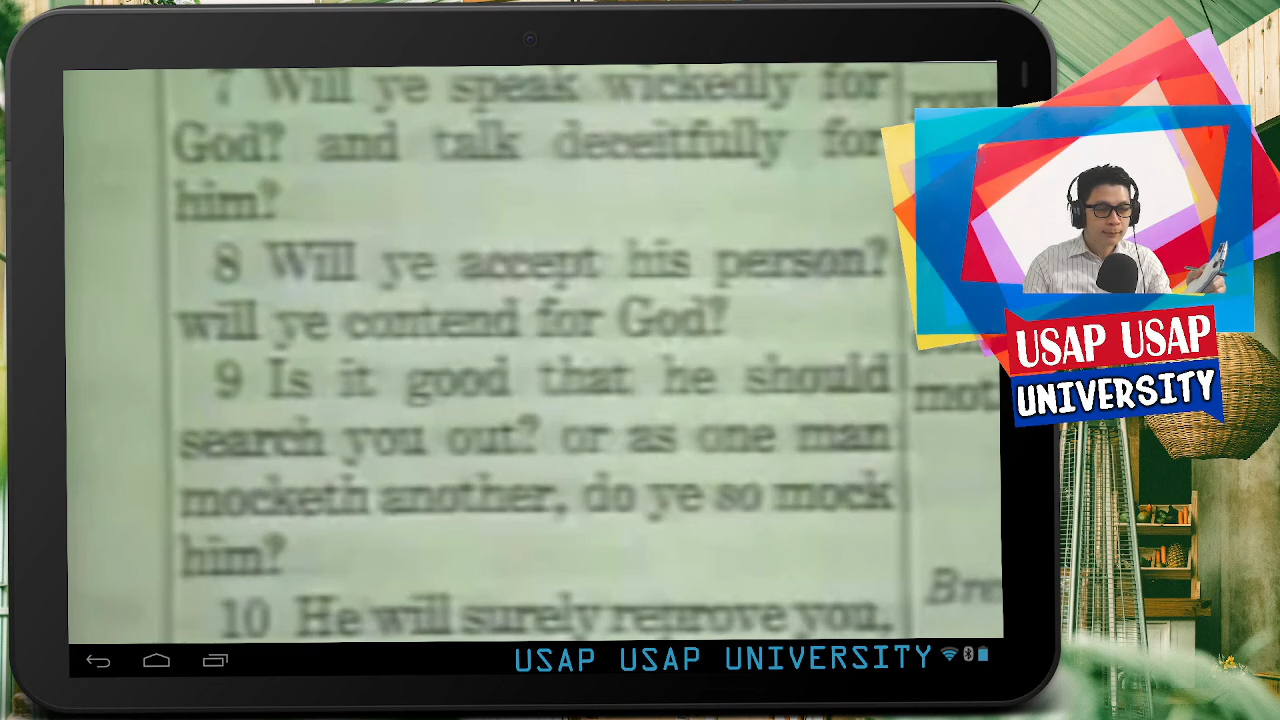 7 Will ye speak wickedly for
God? and talk deceitfully for
him?
8 Will ye accept his person?
will ye contend for God?
9 Is it good that he should
search you out? or as one man
mocketh another, do ye so mock
him?
10 He will surely reprove you,
Bre
USAP USAP
UNIVERSITY
USAP USAP UNIVERSITY